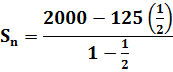 Sₙ = (2000 − 125 (1/2)) / (1 − 1/2)